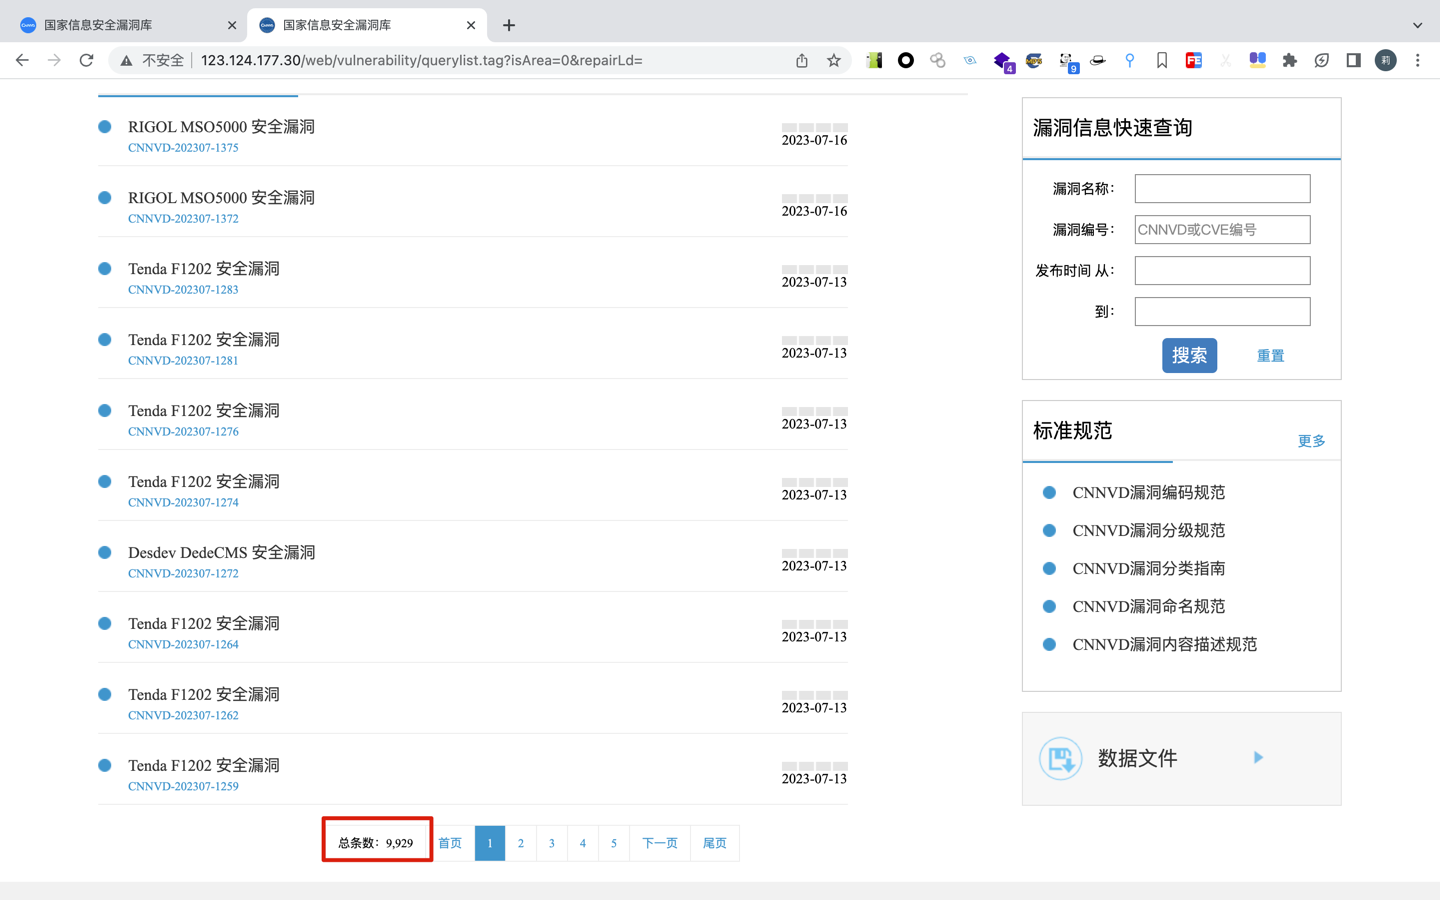 国家信息安全漏洞库
国家信息安全漏洞库
不安全 123.124.177.30/web/vulnerability/querylist.tag?isArea=0&repairLd=
4
9
FE
莉
RIGOL MSO5000 安全漏洞
CNNVD-202307-1375
2023-07-16
RIGOL MSO5000 安全漏洞
CNNVD-202307-1372
2023-07-16
Tenda F1202 安全漏洞
CNNVD-202307-1283
2023-07-13
Tenda F1202 安全漏洞
CNNVD-202307-1281
2023-07-13
Tenda F1202 安全漏洞
CNNVD-202307-1276
2023-07-13
Tenda F1202 安全漏洞
CNNVD-202307-1274
2023-07-13
Desdev DedeCMS 安全漏洞
CNNVD-202307-1272
2023-07-13
Tenda F1202 安全漏洞
CNNVD-202307-1264
2023-07-13
Tenda F1202 安全漏洞
CNNVD-202307-1262
2023-07-13
Tenda F1202 安全漏洞
CNNVD-202307-1259
2023-07-13
总条数：9,929 首页 1 2 3 4 5 下一页 尾页
漏洞信息快速查询
漏洞名称：
漏洞编号： CNNVD或CVE编号
发布时间 从：
到：
搜索 重置
标准规范
更多
CNNVD漏洞编码规范
CNNVD漏洞分级规范
CNNVD漏洞分类指南
CNNVD漏洞命名规范
CNNVD漏洞内容描述规范
数据文件